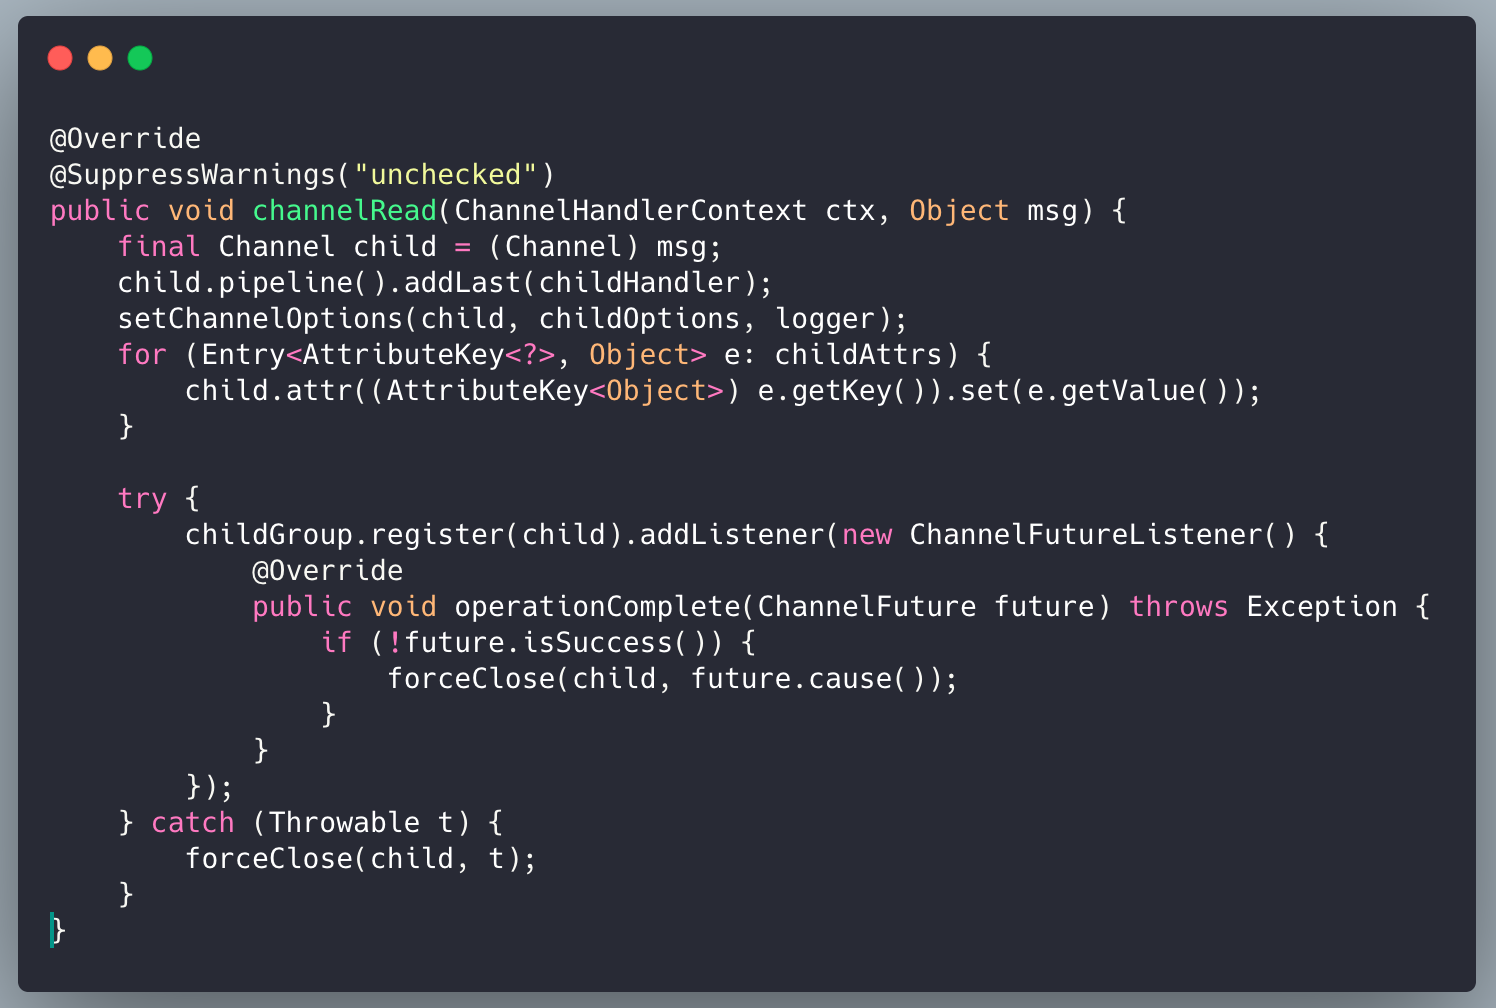 @Override
@SuppressWarnings("unchecked")
public void channelRead(ChannelHandlerContext ctx, Object msg) {
    final Channel child = (Channel) msg;
    child.pipeline().addLast(childHandler);
    setChannelOptions(child, childOptions, logger);
    for (Entry<AttributeKey<?>, Object> e: childAttrs) {
        child.attr((AttributeKey<Object>) e.getKey()).set(e.getValue());
    }

    try {
        childGroup.register(child).addListener(new ChannelFutureListener() {
            @Override
            public void operationComplete(ChannelFuture future) throws Exception {
                if (!future.isSuccess()) {
                    forceClose(child, future.cause());
                }
            }
        });
    } catch (Throwable t) {
        forceClose(child, t);
    }
}